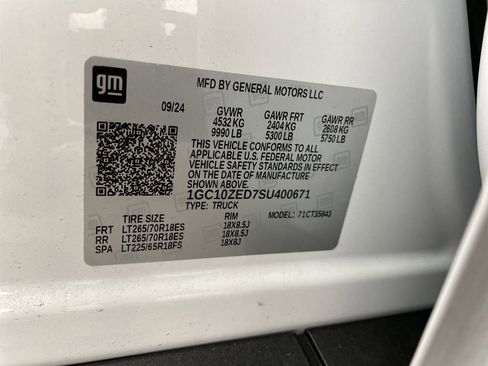 gm
MFD BY GENERAL MOTORS LLC
09/24 GVWR GAWR FRT GAWR RR
4532 KG 2404 KG 2608 KG
9990 LB 5300 LB 5750 LB
THIS VEHICLE CONFORMS TO ALL
APPLICABLE U.S. FEDERAL MOTOR
VEHICLE SAFETY STANDARDS IN EFFECT
ON THE DATE OF MANUFACTURE
1GC10ZED7SU400671
TYPE: TRUCK MODEL: 71CT35843
TIRE SIZE RIM
FRT LT265/70R18ES 18X8.5J
RR LT265/70R18ES 18X8.5J
SPA LT225/65R18FS 18X8J